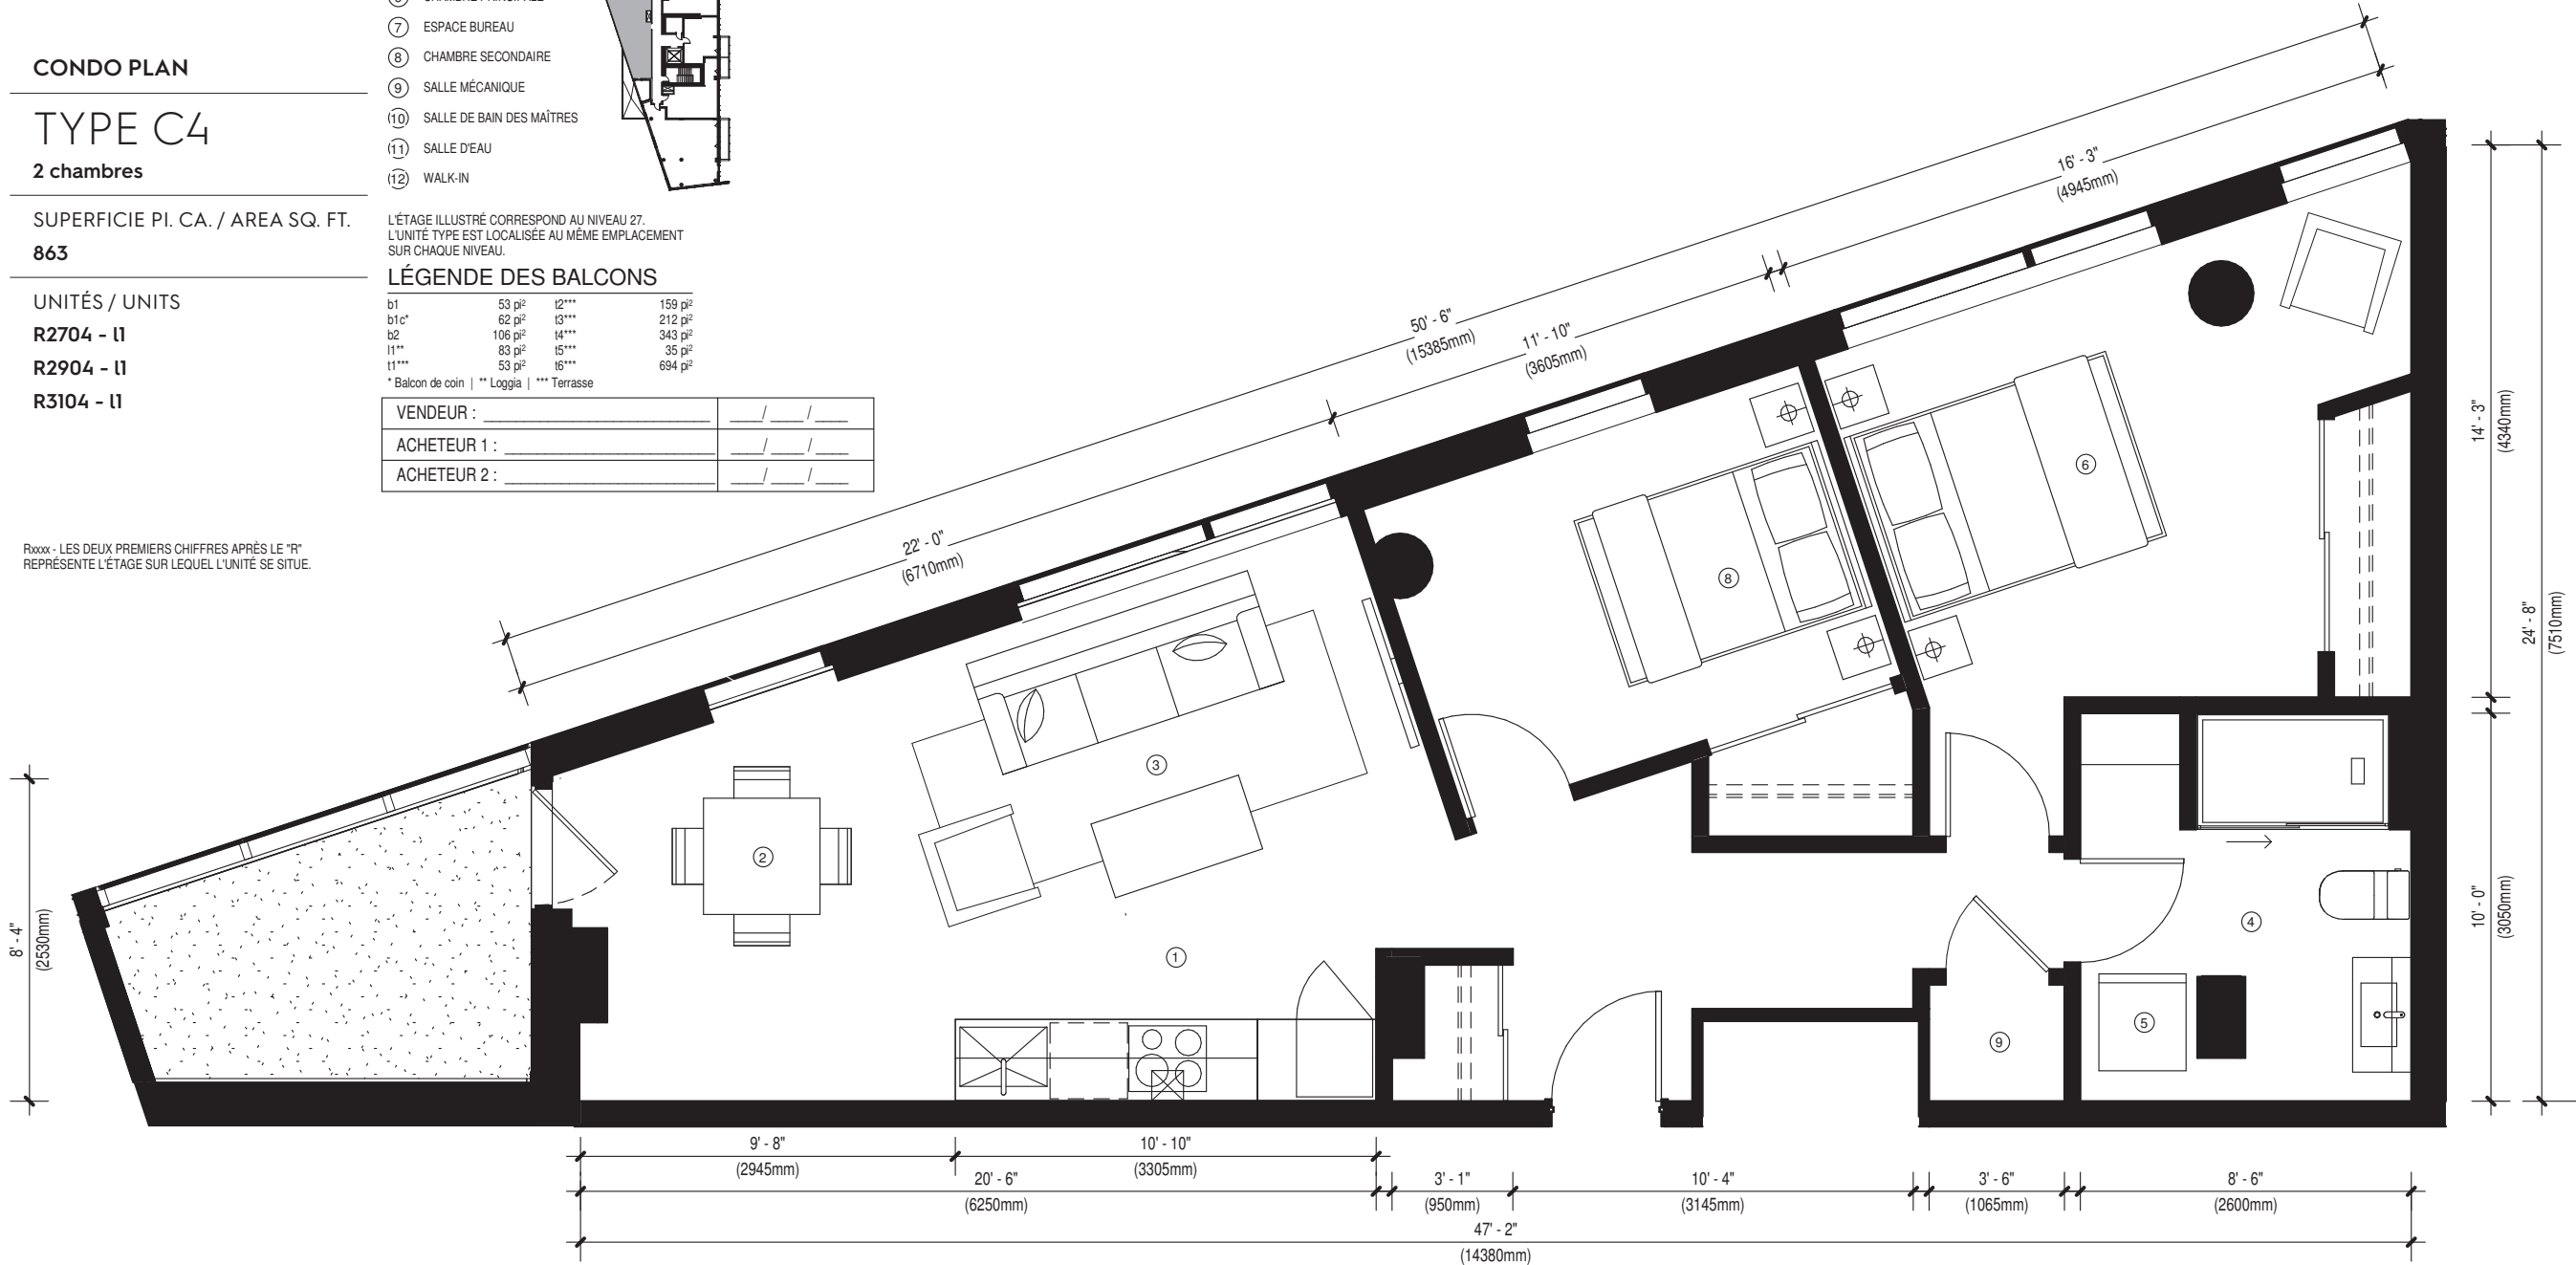 CONDO PLAN
TYPE C4
2 chambres
SUPERFICIE PI. CA. / AREA SQ. FT.
863
UNITÉS / UNITS
R2704 - l1
R2904 - l1
R3104 - l1
Rxxxx - LES DEUX PREMIERS CHIFFRES APRÈS LE "R"
REPRÉSENTE L'ÉTAGE SUR LEQUEL L'UNITÉ SE SITUE.
7 ESPACE BUREAU
8 CHAMBRE SECONDAIRE
9 SALLE MÉCANIQUE
10 SALLE DE BAIN DES MAÎTRES
11 SALLE D'EAU
12 WALK-IN
L'ÉTAGE ILLUSTRÉ CORRESPOND AU NIVEAU 27.
L'UNITÉ TYPE EST LOCALISÉE AU MÊME EMPLACEMENT
SUR CHAQUE NIVEAU.
LÉGENDE DES BALCONS
b1 53 pi² t2*** 159 pi²
b1c* 62 pi² t3*** 212 pi²
b2 106 pi² t4*** 343 pi²
l1** 83 pi² t5*** 35 pi²
t1*** 53 pi² t6*** 694 pi²
* Balcon de coin | ** Loggia | *** Terrasse
VENDEUR : ____/ ____ / ____
ACHETEUR 1 : ____/ ____ / ____
ACHETEUR 2 : ____/ ____ / ____
50' - 6"
(15385mm)
22' - 0"
(6710mm)
11' - 10"
(3605mm)
16' - 3"
(4945mm)
14' - 3"
(4340mm)
24' - 8"
(7510mm)
10' - 0"
(3050mm)
8' - 4"
(2530mm)
6
8
3
2
1
4
5
9
9' - 8"
(2945mm)
10' - 10"
(3305mm)
20' - 6"
(6250mm)
3' - 1"
(950mm)
10' - 4"
(3145mm)
3' - 6"
(1065mm)
8' - 6"
(2600mm)
47' - 2"
(14380mm)